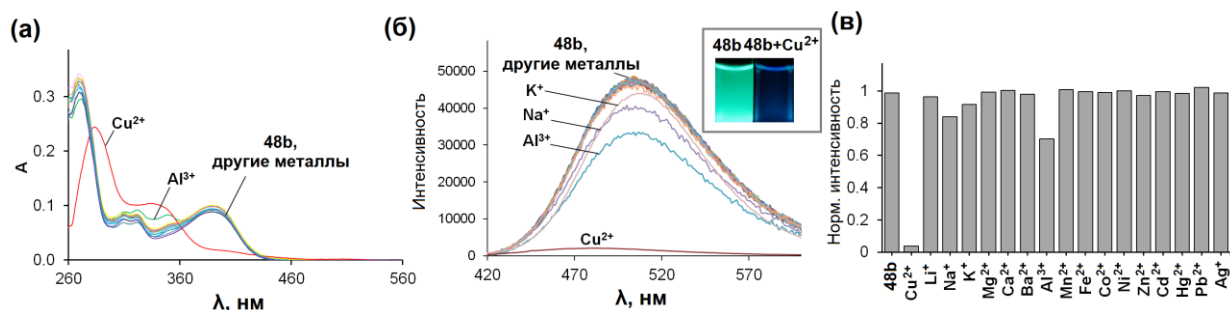 (а)
0.3
0.2
0.1
0.0
A
Cu²⁺
48b,
другие металлы
Al³⁺
260
360
460
560
λ, нм
(б)
50000
40000
30000
20000
10000
0
Интенсивность
48b,
другие металлы
K⁺
Na⁺
Al³⁺
Cu²⁺
48b 48b+Cu²⁺
420
470
520
570
λ, нм
(в)
1
0.8
0.6
0.4
0.2
0
Норм. интенсивность
48b
Cu²⁺
Li⁺
Na⁺
K⁺
Mg²⁺
Ca²⁺
Ba²⁺
Al³⁺
Mn²⁺
Fe²⁺
Co²⁺
Ni²⁺
Zn²⁺
Cd²⁺
Hg²⁺
Pb²⁺
Ag⁺